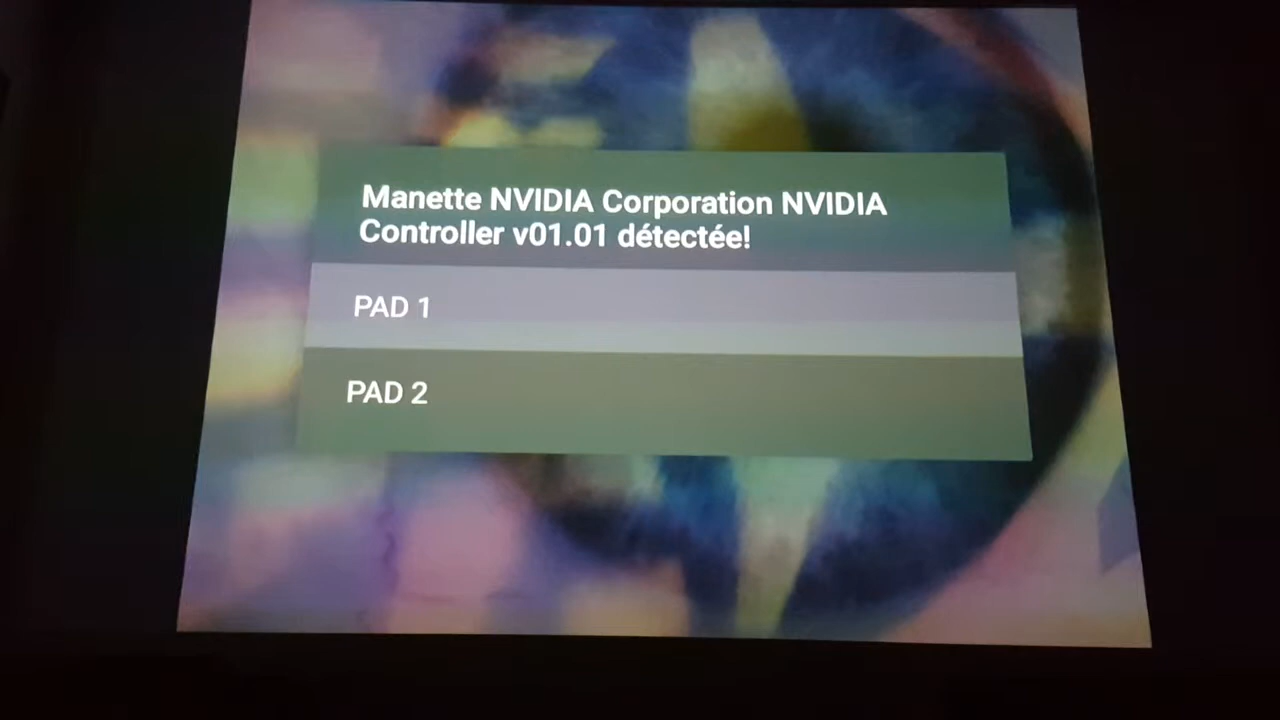 Manette NVIDIA Corporation NVIDIA
Controller v01.01 détectée!
PAD 1
PAD 2